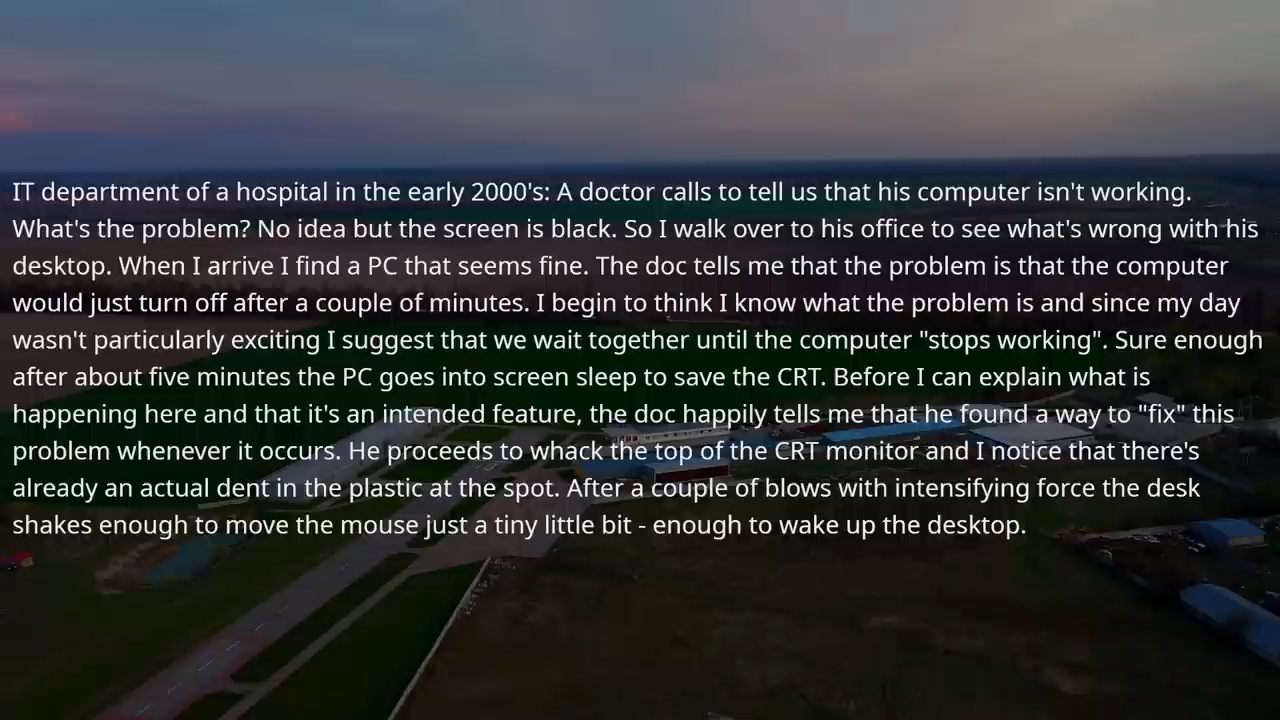 IT department of a hospital in the early 2000's: A doctor calls to tell us that his computer isn't working.
What's the problem? No idea but the screen is black. So I walk over to his office to see what's wrong with his
desktop. When I arrive I find a PC that seems fine. The doc tells me that the problem is that the computer
would just turn off after a couple of minutes. I begin to think I know what the problem is and since my day
wasn't particularly exciting I suggest that we wait together until the computer "stops working". Sure enough
after about five minutes the PC goes into screen sleep to save the CRT. Before I can explain what is
happening here and that it's an intended feature, the doc happily tells me that he found a way to "fix" this
problem whenever it occurs. He proceeds to whack the top of the CRT monitor and I notice that there's
already an actual dent in the plastic at the spot. After a couple of blows with intensifying force the desk
shakes enough to move the mouse just a tiny little bit - enough to wake up the desktop.